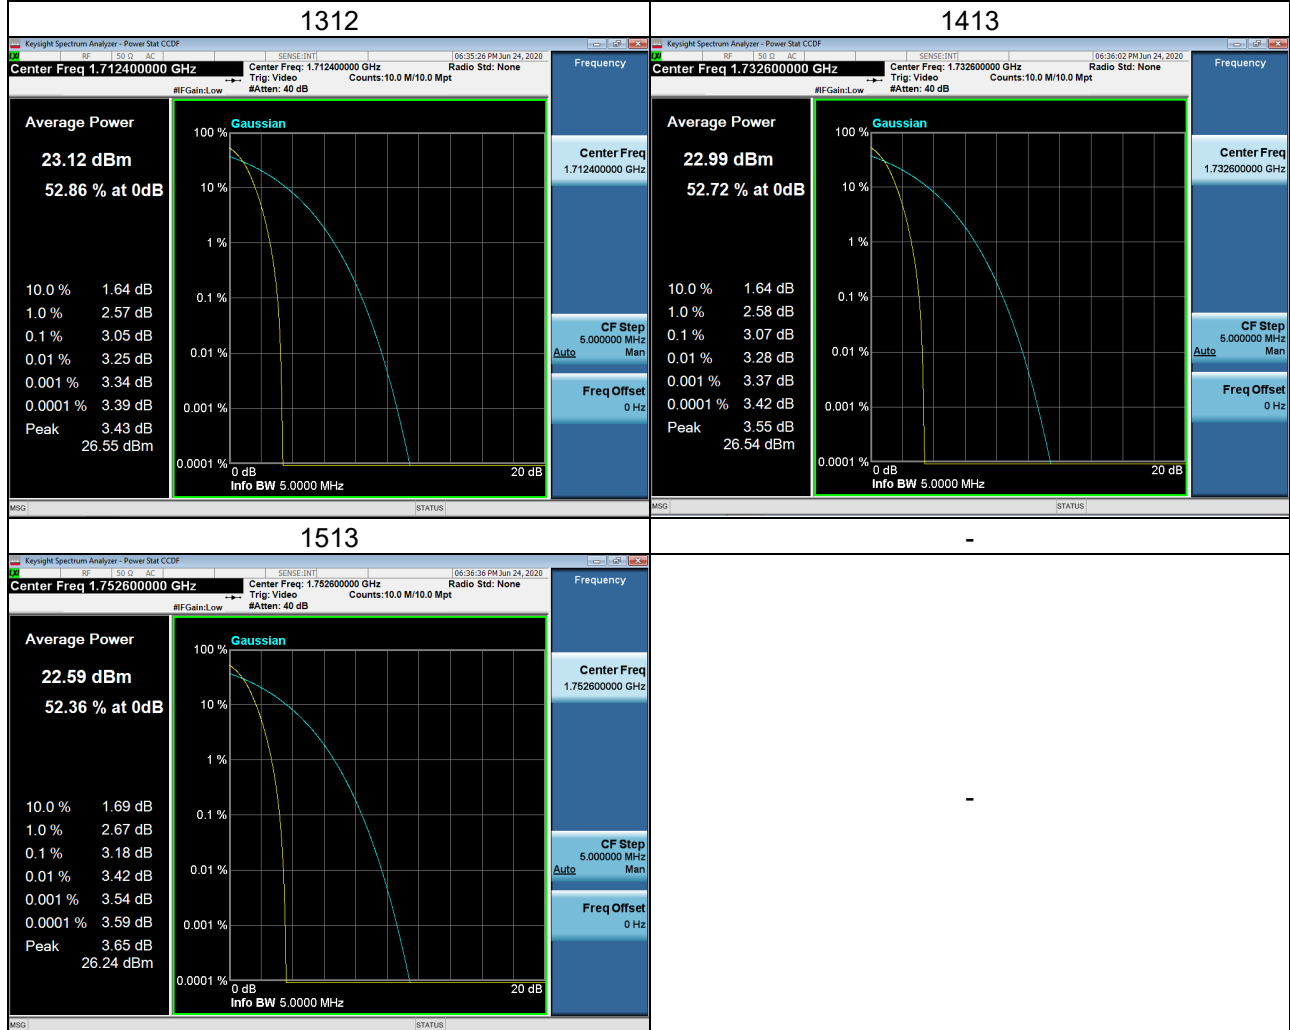 1312
Keysight Spectrum Analyzer - Power Stat CCDF
RF 50 Ω AC SENSE:INT 06:35:26 PM Jun 24, 2020
Center Freq 1.712400000 GHz
Center Freq: 1.712400000 GHz Radio Std: None
Trig: Video Counts:10.0 M/10.0 Mpt
#IFGain:Low #Atten: 40 dB
Frequency
Average Power
23.12 dBm
52.86 % at 0dB
10.0 % 1.64 dB
1.0 % 2.57 dB
0.1 % 3.05 dB
0.01 % 3.25 dB
0.001 % 3.34 dB
0.0001 % 3.39 dB
Peak 3.43 dB
26.55 dBm
Gaussian
100 %
10 %
1 %
0.1 %
0.01 %
0.001 %
0.0001 %
0 dB 20 dB
Info BW 5.0000 MHz
Center Freq
1.712400000 GHz
CF Step
5.000000 MHz
Auto Man
Freq Offset
0 Hz
MSG STATUS
1413
Keysight Spectrum Analyzer - Power Stat CCDF
RF 50 Ω AC SENSE:INT 06:36:02 PM Jun 24, 2020
Center Freq 1.732600000 GHz
Center Freq: 1.732600000 GHz Radio Std: None
Trig: Video Counts:10.0 M/10.0 Mpt
#IFGain:Low #Atten: 40 dB
Frequency
Average Power
22.99 dBm
52.72 % at 0dB
10.0 % 1.64 dB
1.0 % 2.58 dB
0.1 % 3.07 dB
0.01 % 3.28 dB
0.001 % 3.37 dB
0.0001 % 3.42 dB
Peak 3.55 dB
26.54 dBm
Gaussian
100 %
10 %
1 %
0.1 %
0.01 %
0.001 %
0.0001 %
0 dB 20 dB
Info BW 5.0000 MHz
Center Freq
1.732600000 GHz
CF Step
5.000000 MHz
Auto Man
Freq Offset
0 Hz
MSG STATUS
1513
Keysight Spectrum Analyzer - Power Stat CCDF
RF 50 Ω AC SENSE:INT 06:36:36 PM Jun 24, 2020
Center Freq 1.752600000 GHz
Center Freq: 1.752600000 GHz Radio Std: None
Trig: Video Counts:10.0 M/10.0 Mpt
#IFGain:Low #Atten: 40 dB
Frequency
Average Power
22.59 dBm
52.36 % at 0dB
10.0 % 1.69 dB
1.0 % 2.67 dB
0.1 % 3.18 dB
0.01 % 3.42 dB
0.001 % 3.54 dB
0.0001 % 3.59 dB
Peak 3.65 dB
26.24 dBm
Gaussian
100 %
10 %
1 %
0.1 %
0.01 %
0.001 %
0.0001 %
0 dB 20 dB
Info BW 5.0000 MHz
Center Freq
1.752600000 GHz
CF Step
5.000000 MHz
Auto Man
Freq Offset
0 Hz
MSG STATUS
-
-